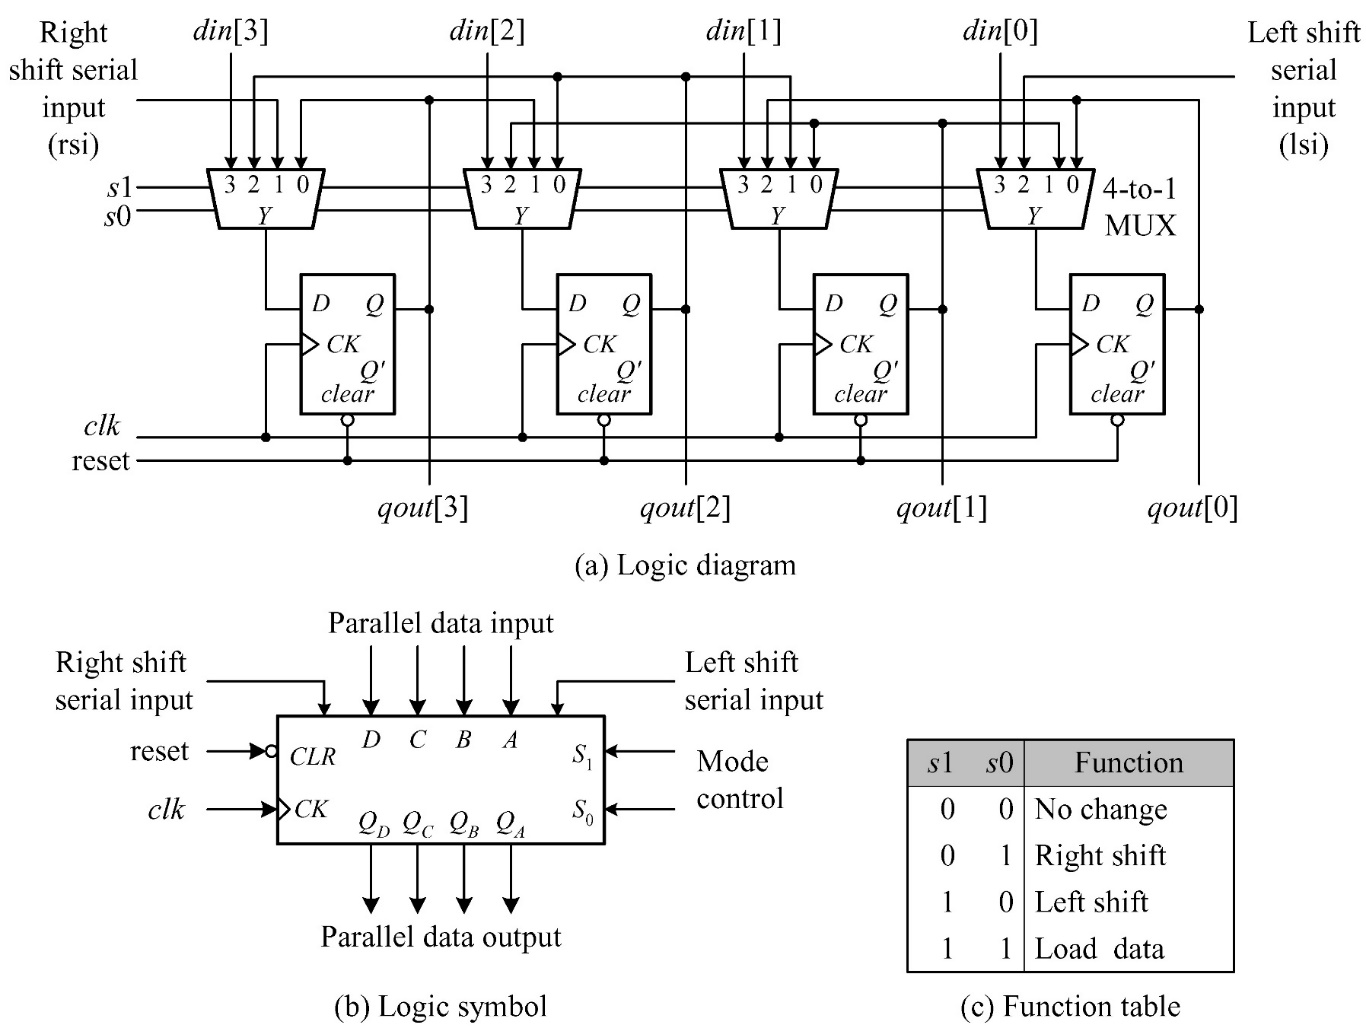 Right
shift serial
input
(rsi)
din[3]
din[2]
din[1]
din[0]
Left shift
serial
input
(lsi)
3 2 1 0
3 2 1 0
3 2 1 0
3 2 1 0
s1
s0
Y
Y
Y
Y
4-to-1
MUX
D Q
CK
Q'
clear
D Q
CK
Q'
clear
D Q
CK
Q'
clear
D Q
CK
Q'
clear
clk
reset
qout[3]
qout[2]
qout[1]
qout[0]
(a) Logic diagram
Parallel data input
Right shift
serial input
Left shift
serial input
reset
clk
D C B A
CLR
CK
S1
S0
Mode
control
QD QC QB QA
Parallel data output
(b) Logic symbol
s1 s0 Function
0 0 No change
0 1 Right shift
1 0 Left shift
1 1 Load data
(c) Function table